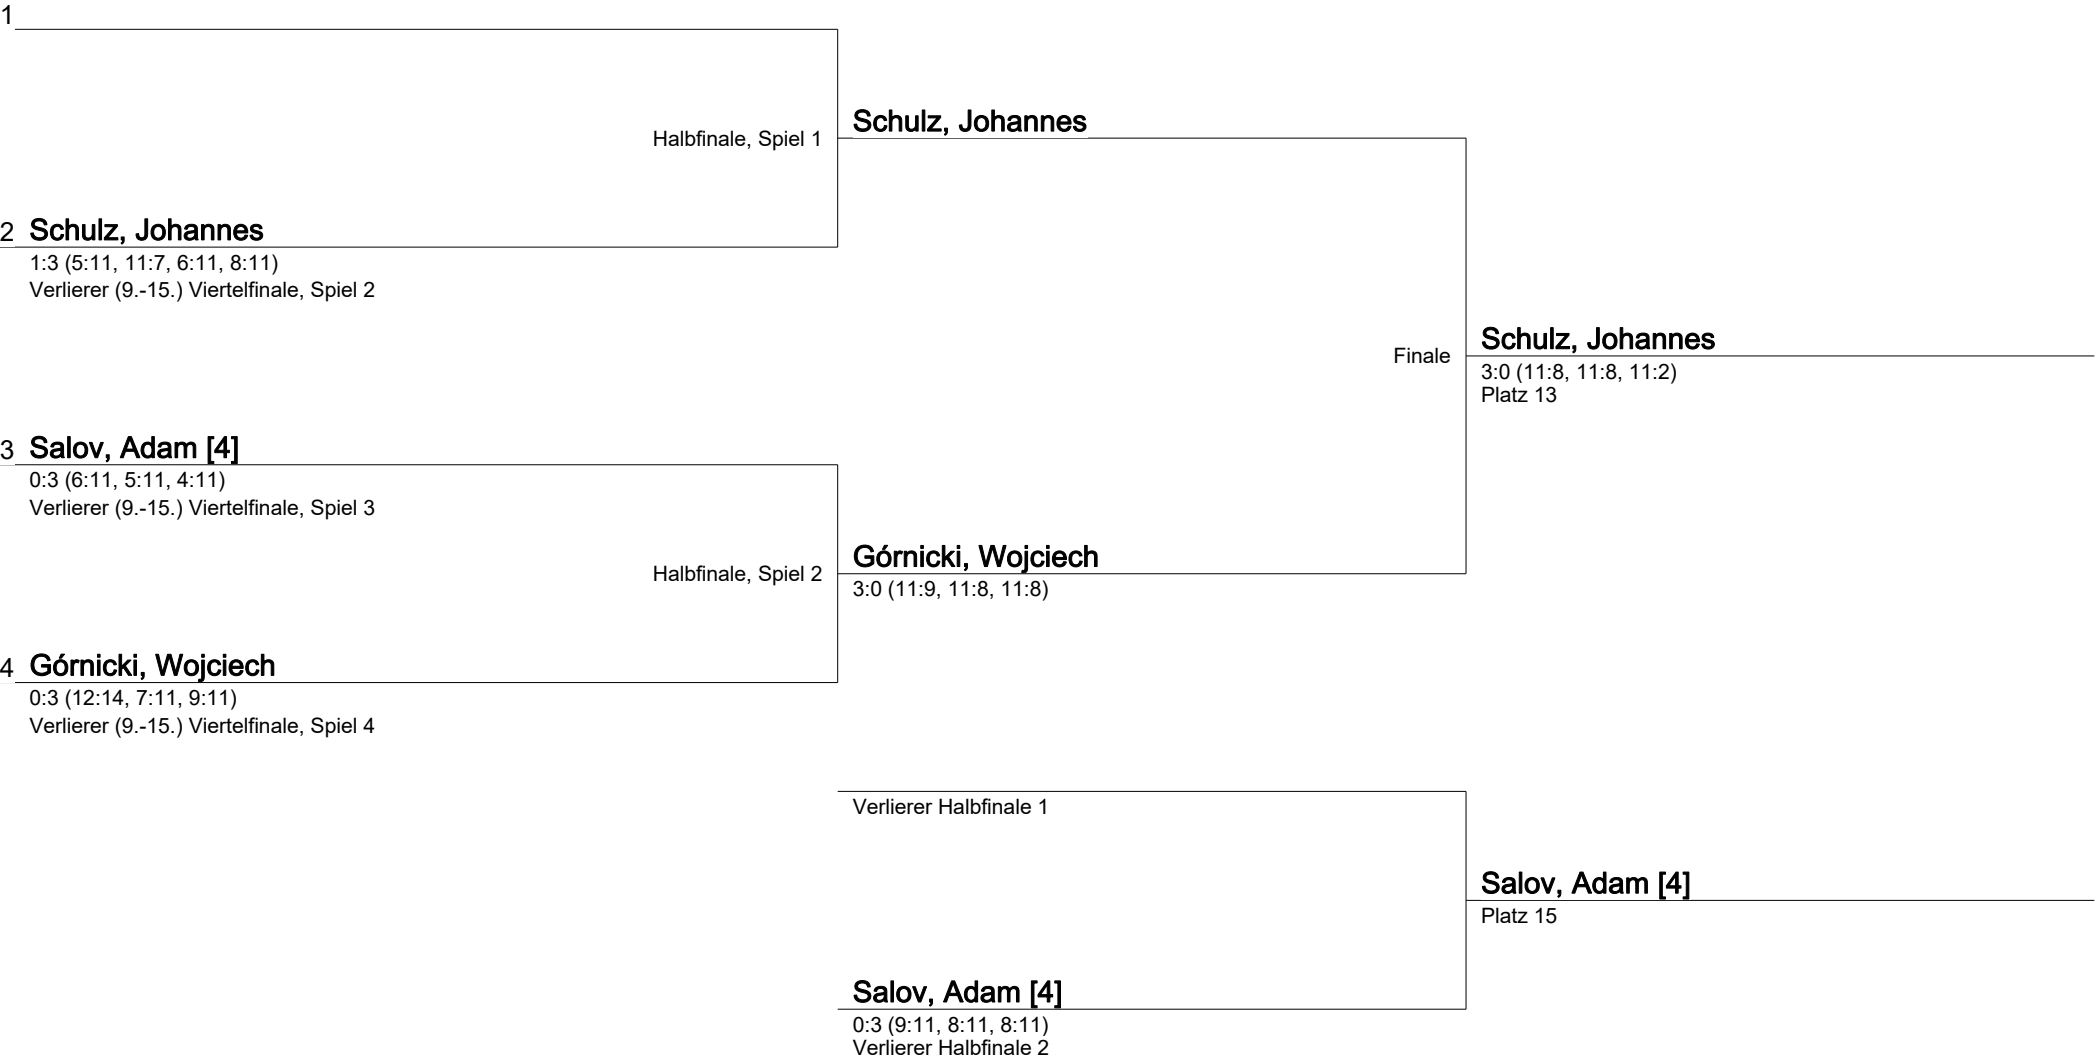 1
Halbfinale, Spiel 1
Schulz, Johannes
2 Schulz, Johannes
1:3 (5:11, 11:7, 6:11, 8:11)
Verlierer (9.-15.) Viertelfinale, Spiel 2
Finale
Schulz, Johannes
3:0 (11:8, 11:8, 11:2)
Platz 13
3 Salov, Adam [4]
0:3 (6:11, 5:11, 4:11)
Verlierer (9.-15.) Viertelfinale, Spiel 3
Halbfinale, Spiel 2
Górnicki, Wojciech
3:0 (11:9, 11:8, 11:8)
4 Górnicki, Wojciech
0:3 (12:14, 7:11, 9:11)
Verlierer (9.-15.) Viertelfinale, Spiel 4
Verlierer Halbfinale 1
Salov, Adam [4]
Platz 15
Salov, Adam [4]
0:3 (9:11, 8:11, 8:11)
Verlierer Halbfinale 2